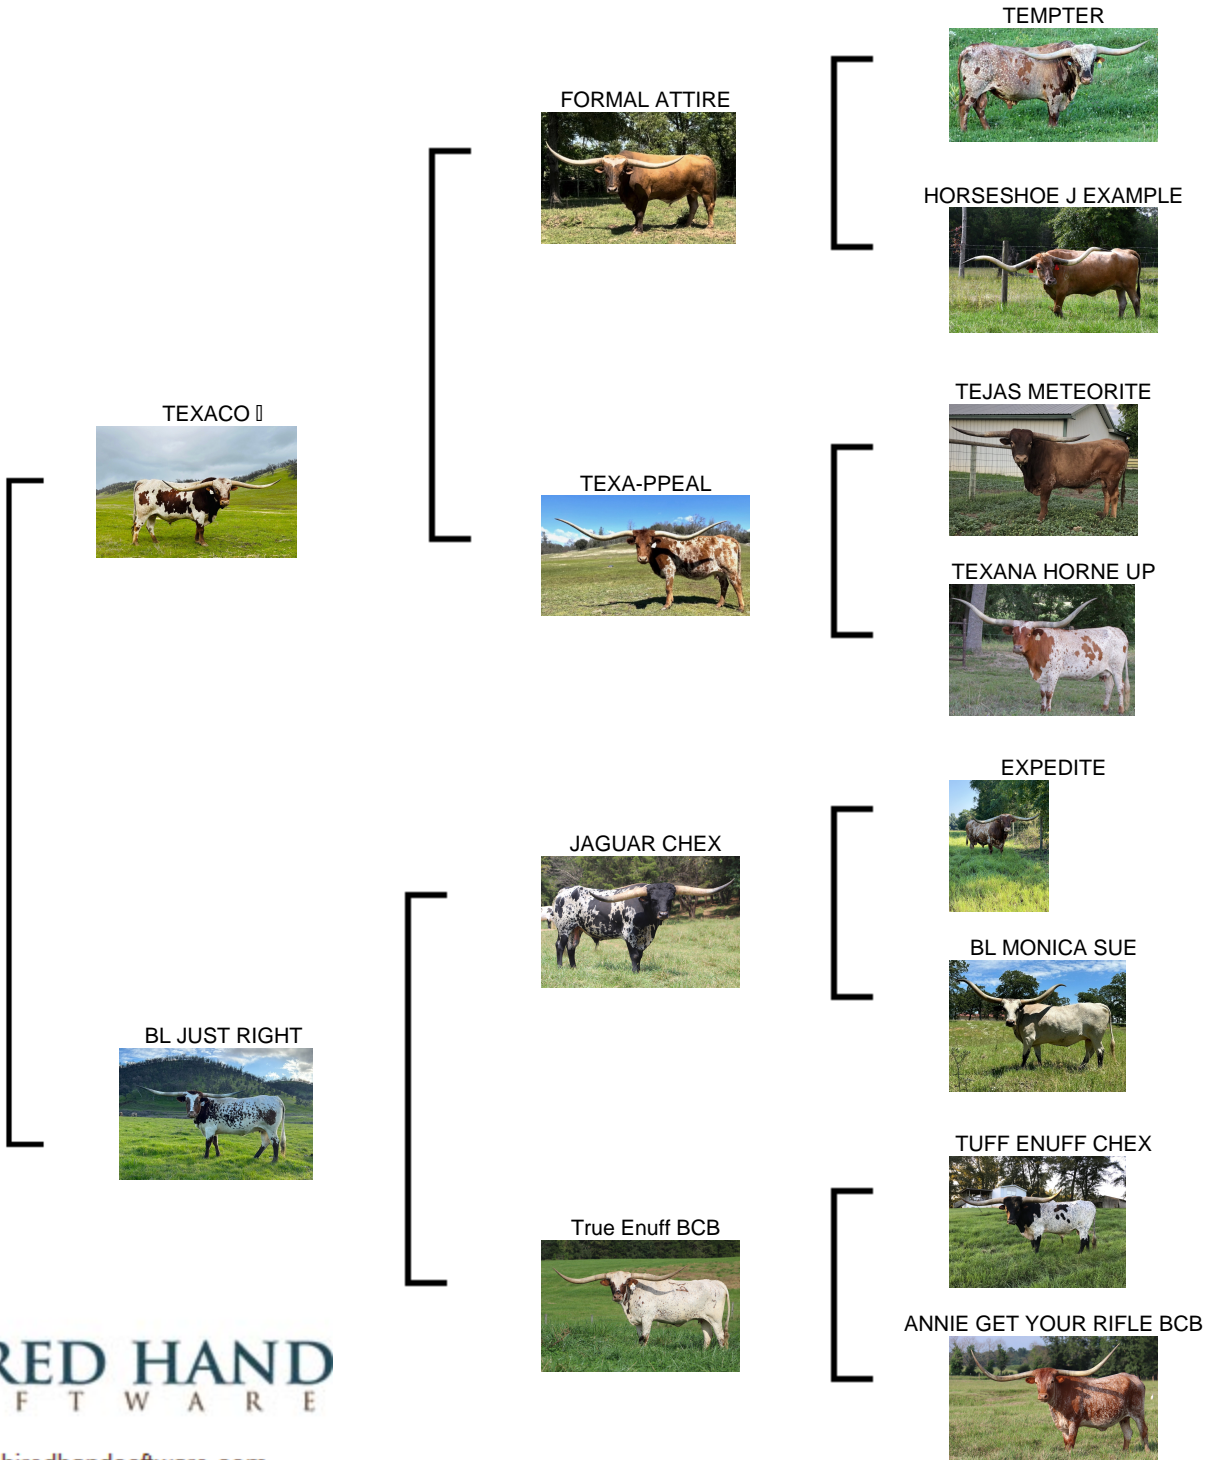 TEMPTER
FORMAL ATTIRE
HORSESHOE J EXAMPLE
TEJAS METEORITE
TEXACO
TEXA-PPEAL
TEXANA HORNE UP
EXPEDITE
JAGUAR CHEX
BL MONICA SUE
BL JUST RIGHT
TUFF ENUFF CHEX
True Enuff BCB
ANNIE GET YOUR RIFLE BCB
RED HAND
F T W A R E